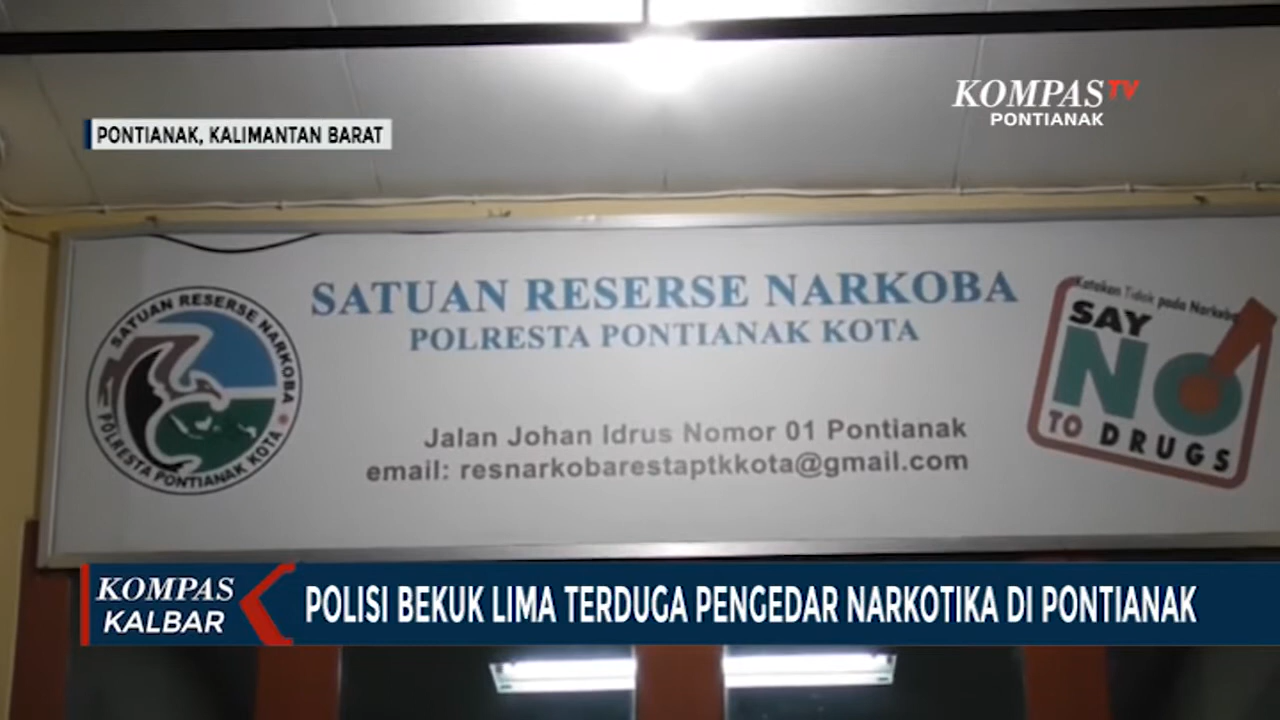 KOMPAS TV
PONTIANAK
PONTIANAK, KALIMANTAN BARAT
SATUAN RESERSE NARKOBA
POLRESTA PONTIANAK KOTA
Jalan Johan Idrus Nomor 01 Pontianak
email: resnarkobarestaptkkota@gmail.com
SATUAN RESERSE NARKOBA
POLRESTA PONTIANAK KOTA
Katakan Tidak pada Narkoba
SAY
NO
TO DRUGS
KOMPAS
KALBAR
POLISI BEKUK LIMA TERDUGA PENGEDAR NARKOTIKA DI PONTIANAK